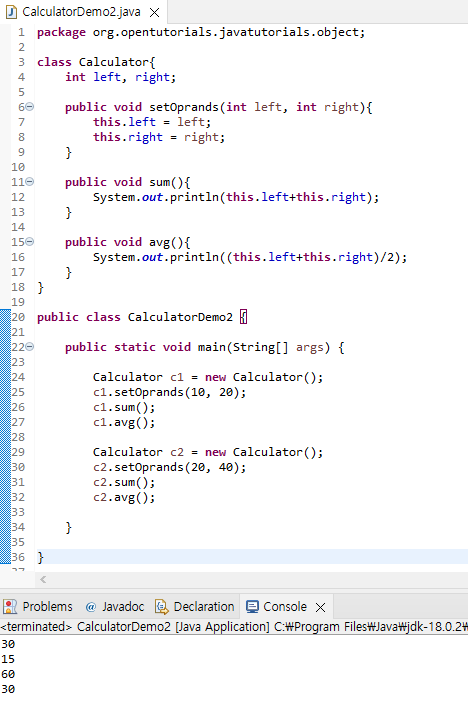 CalculatorDemo2.java
1 package org.opentutorials.javatutorials.object;
2
3 class Calculator{
4     int left, right;
5
6     public void setOprands(int left, int right){
7         this.left = left;
8         this.right = right;
9     }
10
11     public void sum(){
12         System.out.println(this.left+this.right);
13     }
14
15     public void avg(){
16         System.out.println((this.left+this.right)/2);
17     }
18 }
19
20 public class CalculatorDemo2 {
21
22     public static void main(String[] args) {
23
24         Calculator c1 = new Calculator();
25         c1.setOprands(10, 20);
26         c1.sum();
27         c1.avg();
28
29         Calculator c2 = new Calculator();
30         c2.setOprands(20, 40);
31         c2.sum();
32         c2.avg();
33
34     }
35
36 }
37
Problems @ Javadoc Declaration Console
<terminated> CalculatorDemo2 [Java Application] C:₩Program Files₩Java₩jdk-18.0.2₩
30
15
60
30